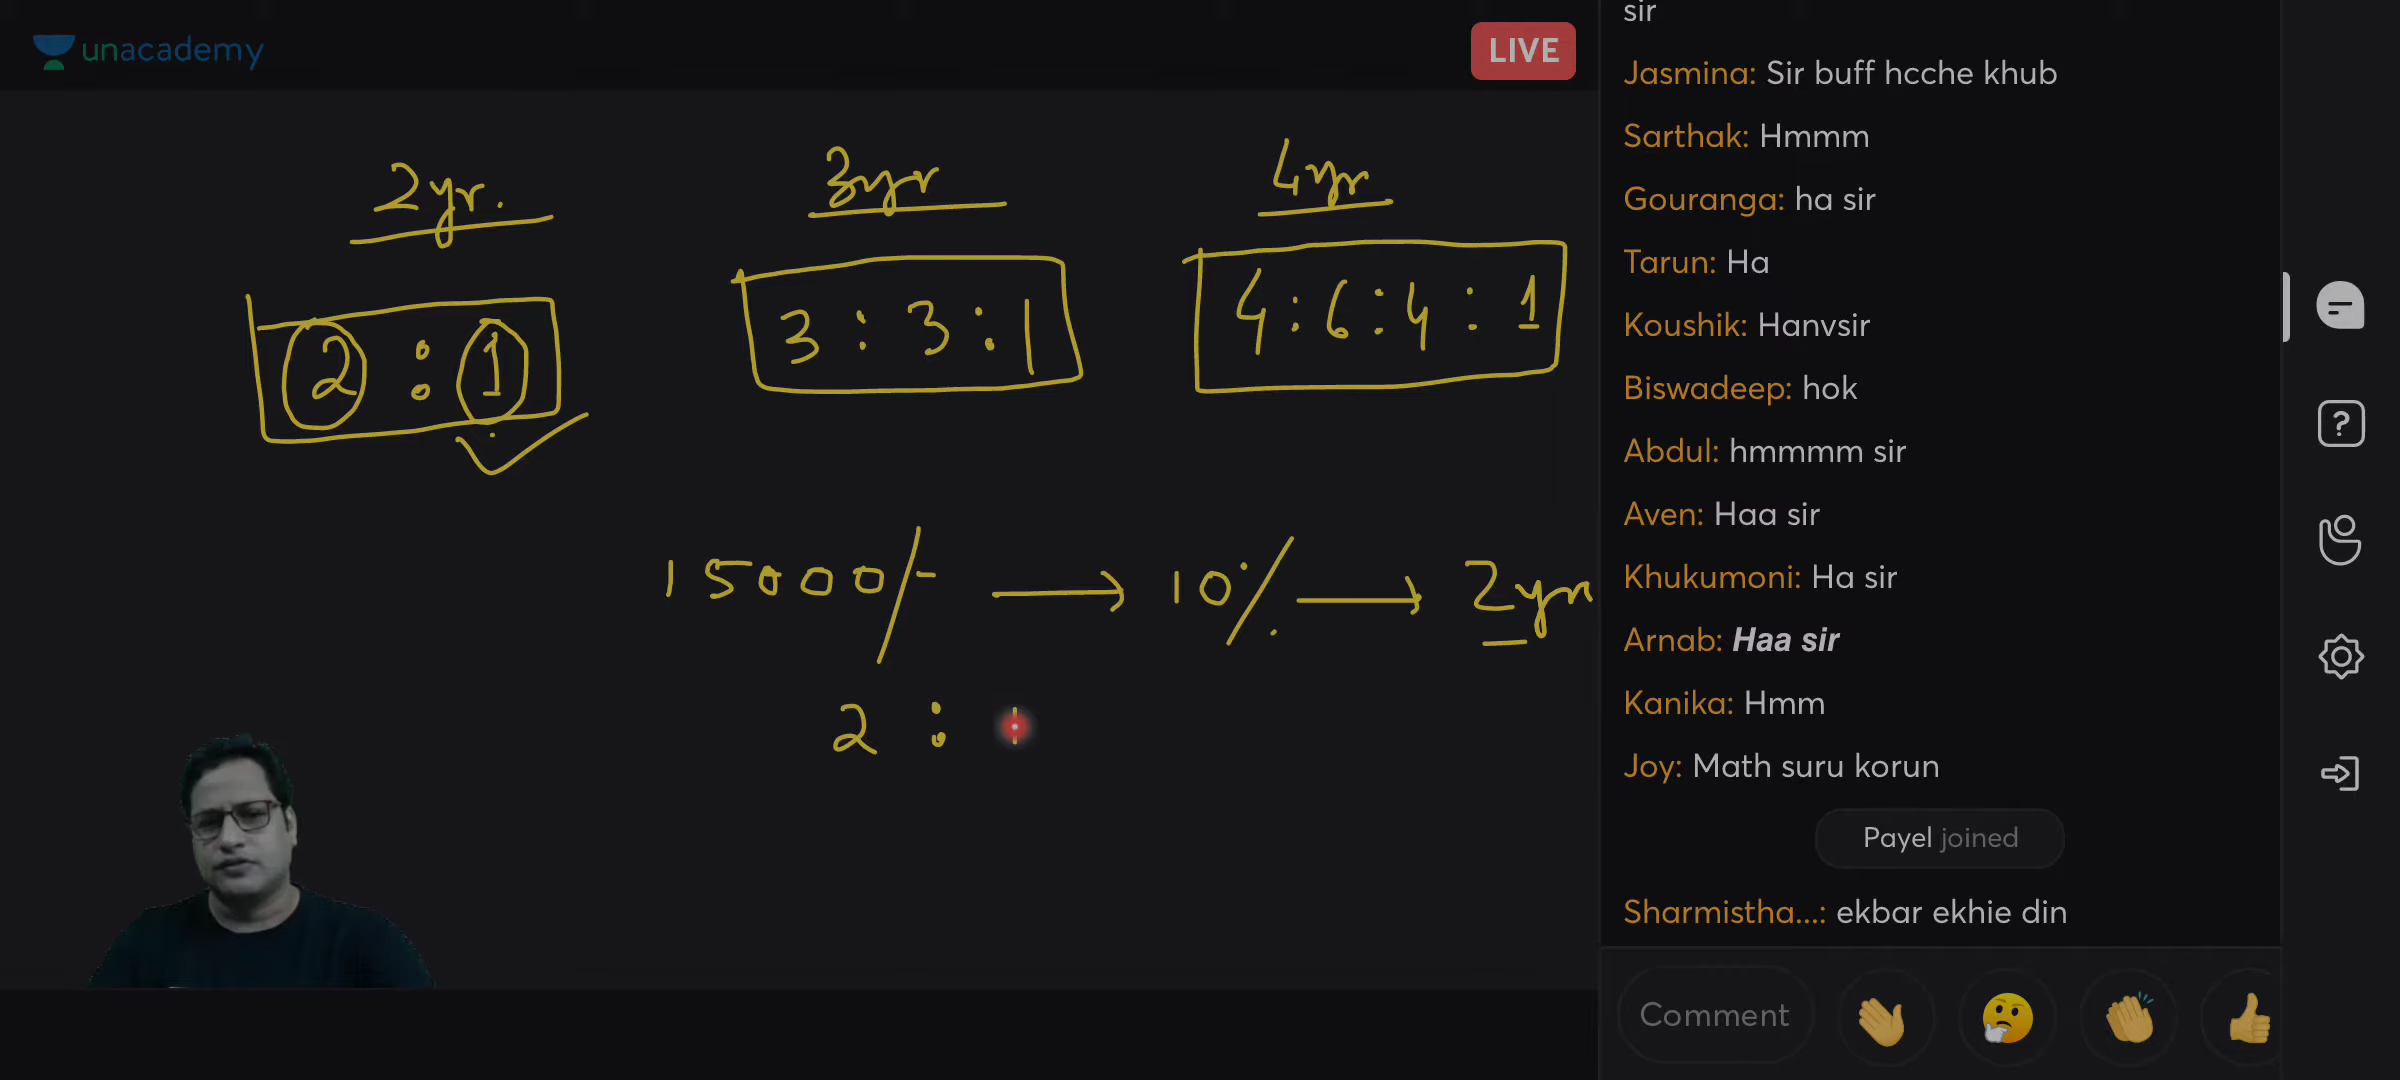 unacademy
LIVE
2yr.
3yr
4yr
2 : 1
3 : 3 : 1
4 : 6 : 4 : 1
15000/- → 10% → 2yr
2 : 1
sir
Jasmina: Sir buff hcche khub
Sarthak: Hmmm
Gouranga: ha sir
Tarun: Ha
Koushik: Hanvsir
Biswadeep: hok
Abdul: hmmmm sir
Aven: Haa sir
Khukumoni: Ha sir
Arnab: Haa sir
Kanika: Hmm
Joy: Math suru korun
Payel joined
Sharmistha...: ekbar ekhie din
Comment